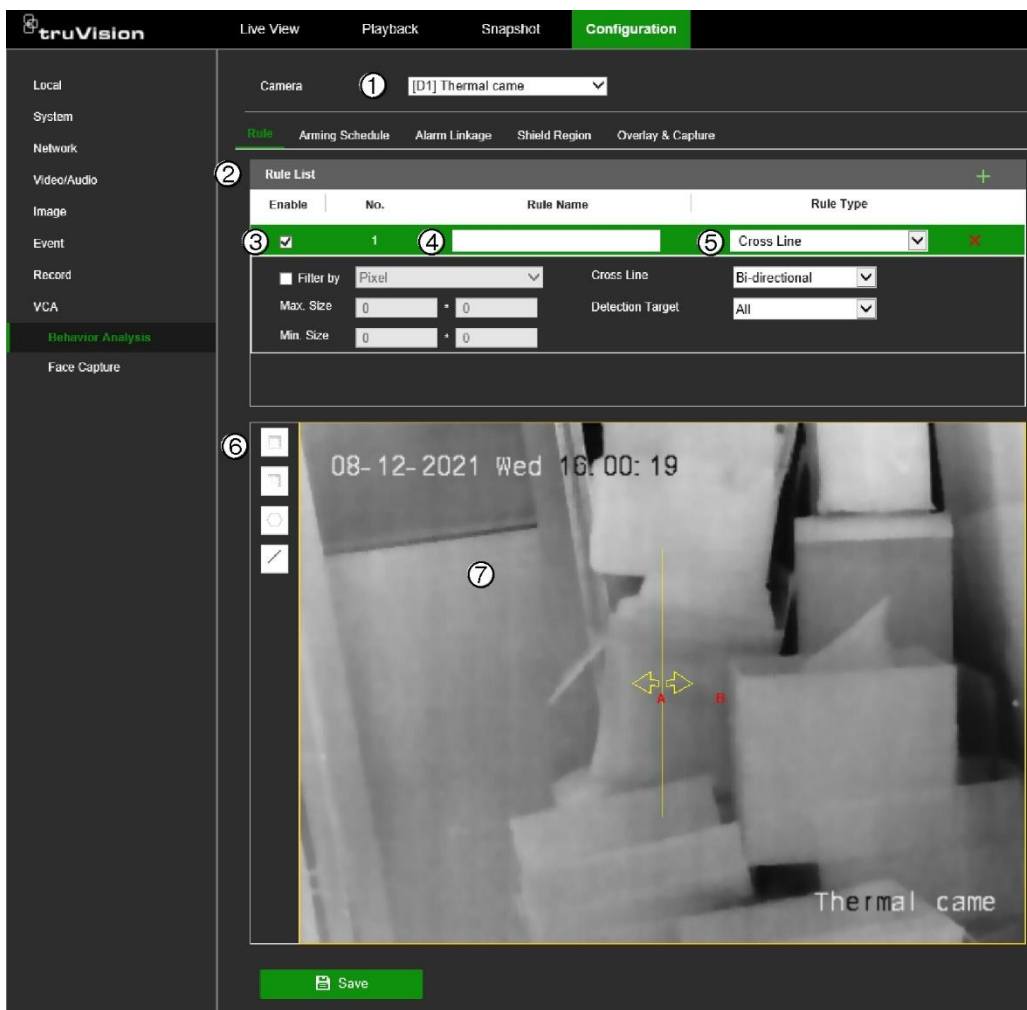 truVision Live View Playback Snapshot Configuration
Local
System
Network
Video/Audio
Image
Event
Record
VCA
Behavior Analysis
Face Capture
Camera ① [D1] Thermal came
Rule Arming Schedule Alarm Linkage Shield Region Overlay & Capture
② Rule List +
Enable No. Rule Name Rule Type
③ 1 ④ ⑤ Cross Line
Filter by Pixel Cross Line Bi-directional
Max. Size 0 * 0 Detection Target All
Min. Size 0 * 0
⑥
08-12-2021 Wed 16:00:19
⑦
A B
Thermal came
Save